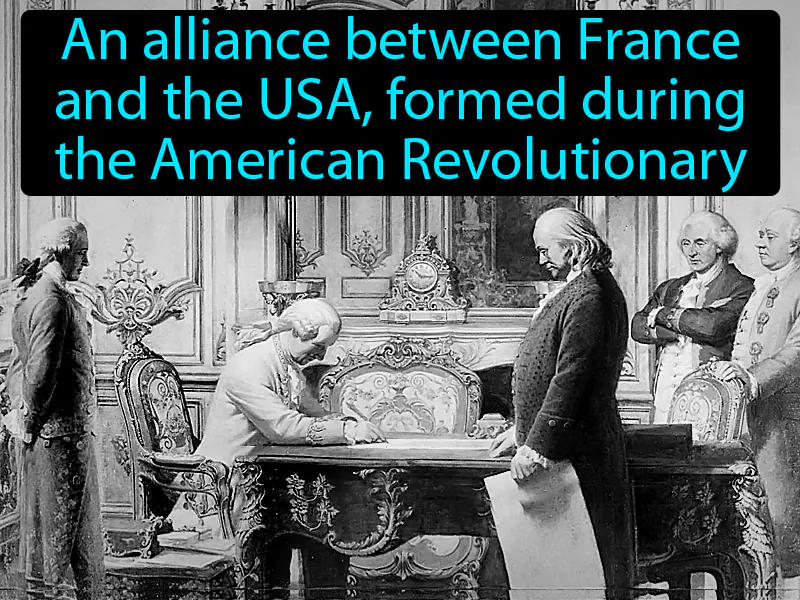 An alliance between France
and the USA, formed during
the American Revolutionary